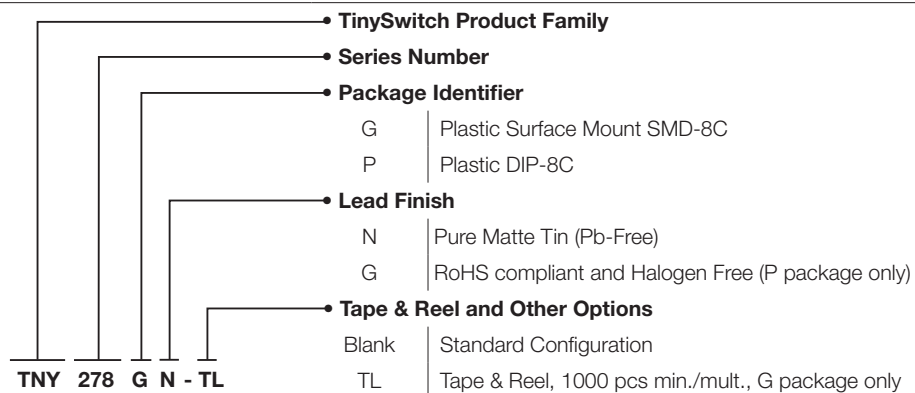 TinySwitch Product Family
Series Number
Package Identifier
G Plastic Surface Mount SMD-8C
P Plastic DIP-8C
Lead Finish
N Pure Matte Tin (Pb-Free)
G RoHS compliant and Halogen Free (P package only)
Tape & Reel and Other Options
Blank Standard Configuration
TL Tape & Reel, 1000 pcs min./mult., G package only
TNY 278 G N - TL